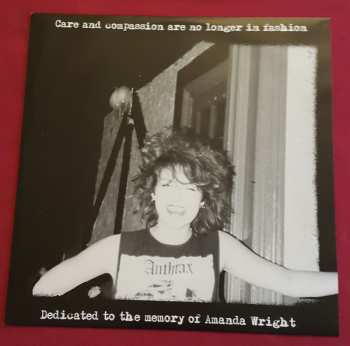 Care and compassion are no longer in fashion
Anthrax
Dedicated to the memory of Amanda Wright